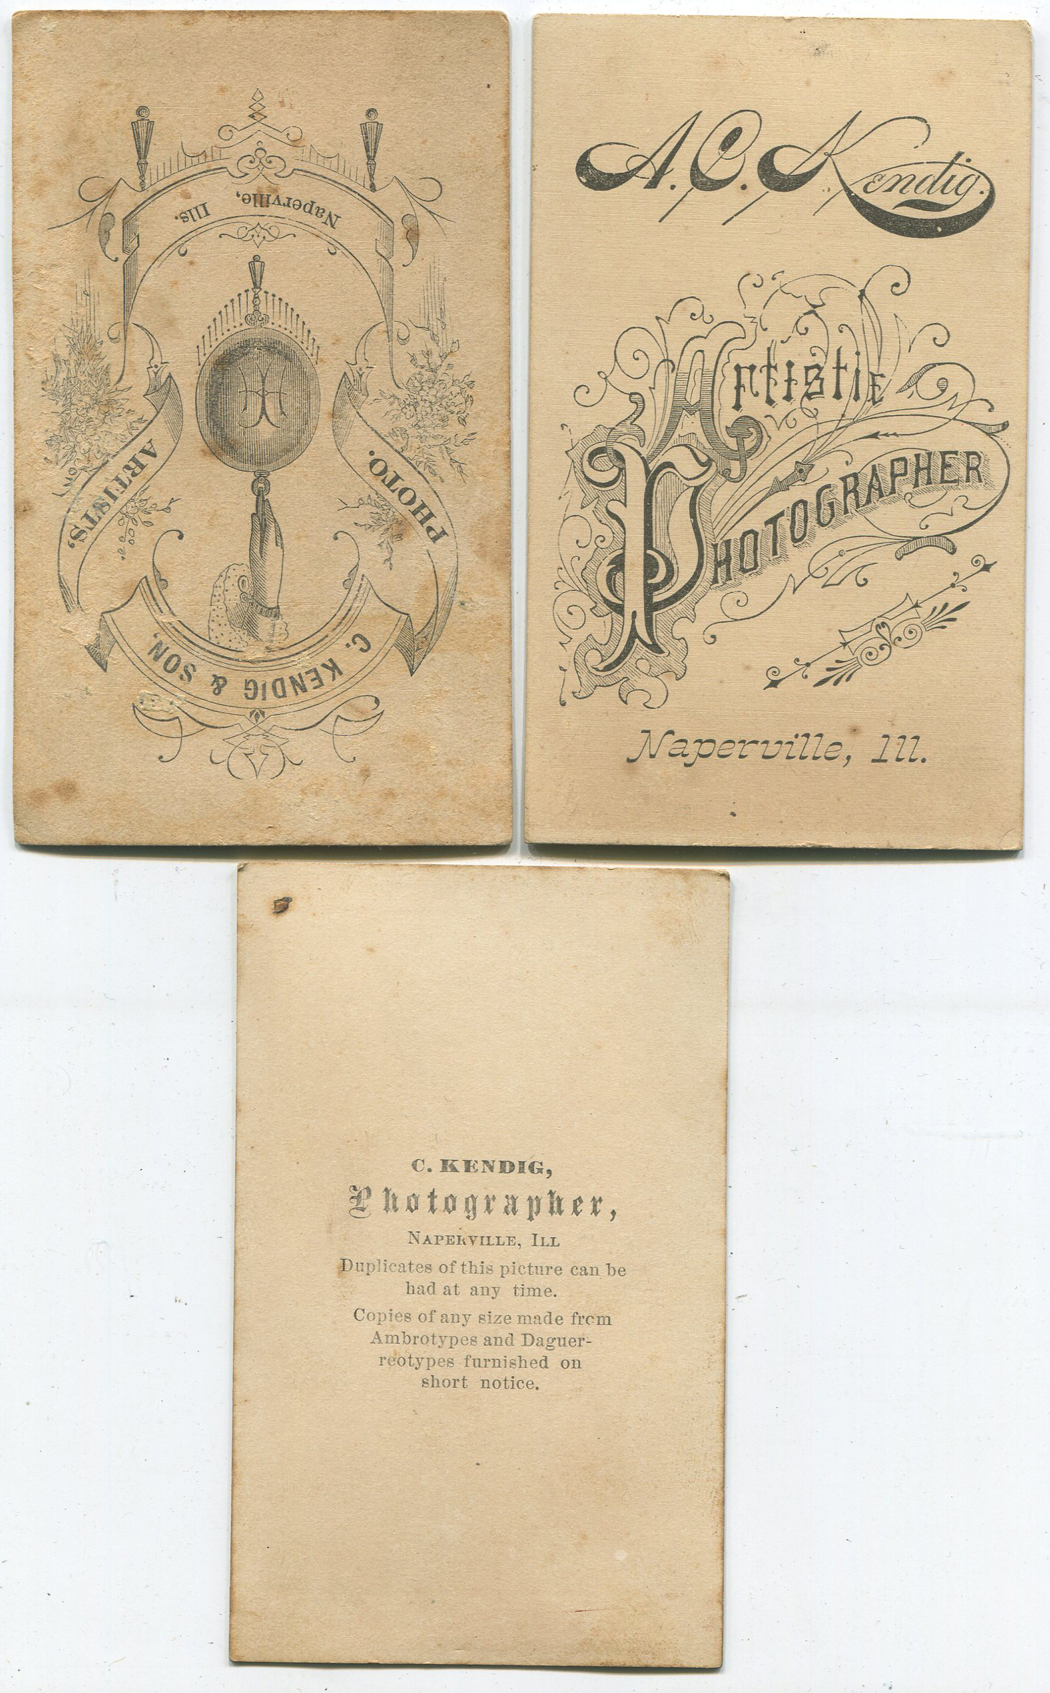 C. KENDIG & SON,
PHOTO.
ARTISTS,
Naperville, Ills.
A. C. Kendig.
Artistic
PHOTOGRAPHER
Naperville, Ill.
C. KENDIG,
Photographer,
NAPERVILLE, ILL
Duplicates of this picture can be
had at any time.
Copies of any size made from
Ambrotypes and Daguer-
reotypes furnished on
short notice.